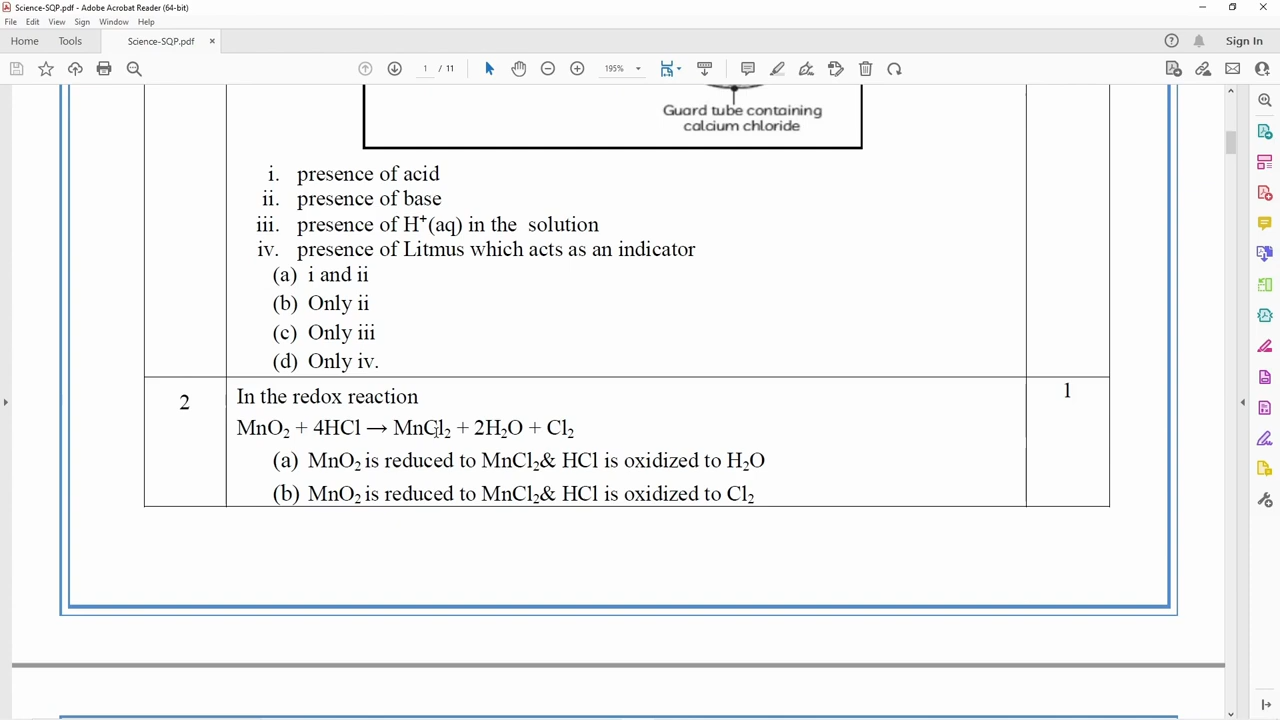 Science-SQP.pdf - Adobe Acrobat Reader (64-bit)
File Edit View Sign Window Help
Home Tools Science-SQP.pdf × Sign In
1 / 11 195%
Guard tube containing
calcium chloride
i. presence of acid
ii. presence of base
iii. presence of H⁺(aq) in the solution
iv. presence of Litmus which acts as an indicator
(a) i and ii
(b) Only ii
(c) Only iii
(d) Only iv.
2 In the redox reaction 1
MnO₂ + 4HCl → MnCl₂ + 2H₂O + Cl₂
(a) MnO₂ is reduced to MnCl₂& HCl is oxidized to H₂O
(b) MnO₂ is reduced to MnCl₂& HCl is oxidized to Cl₂